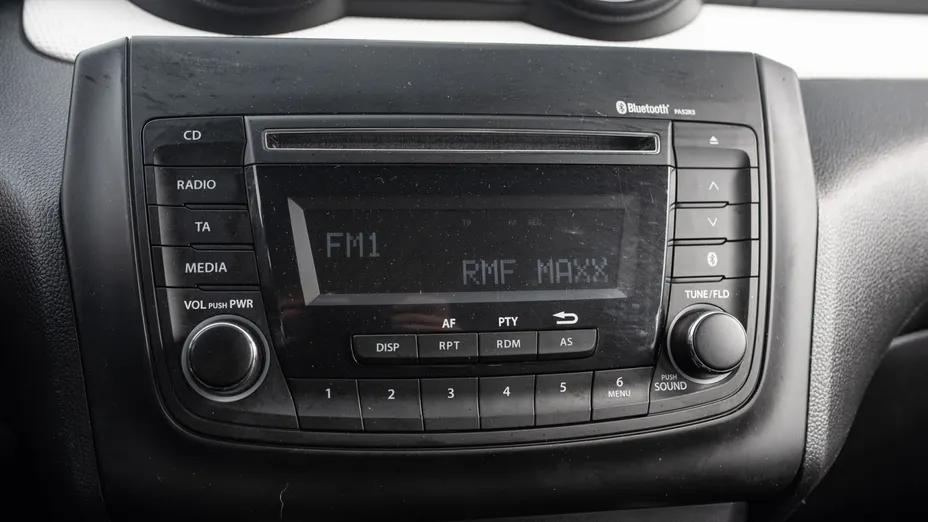 Bluetooth PA52R3
CD
RADIO
TA
MEDIA
VOL PUSH PWR
FM1
RMF MAXX
TUNE/FLD
AF PTY
DISP RPT RDM AS
PUSH
SOUND
1 2 3 4 5 6
MENU